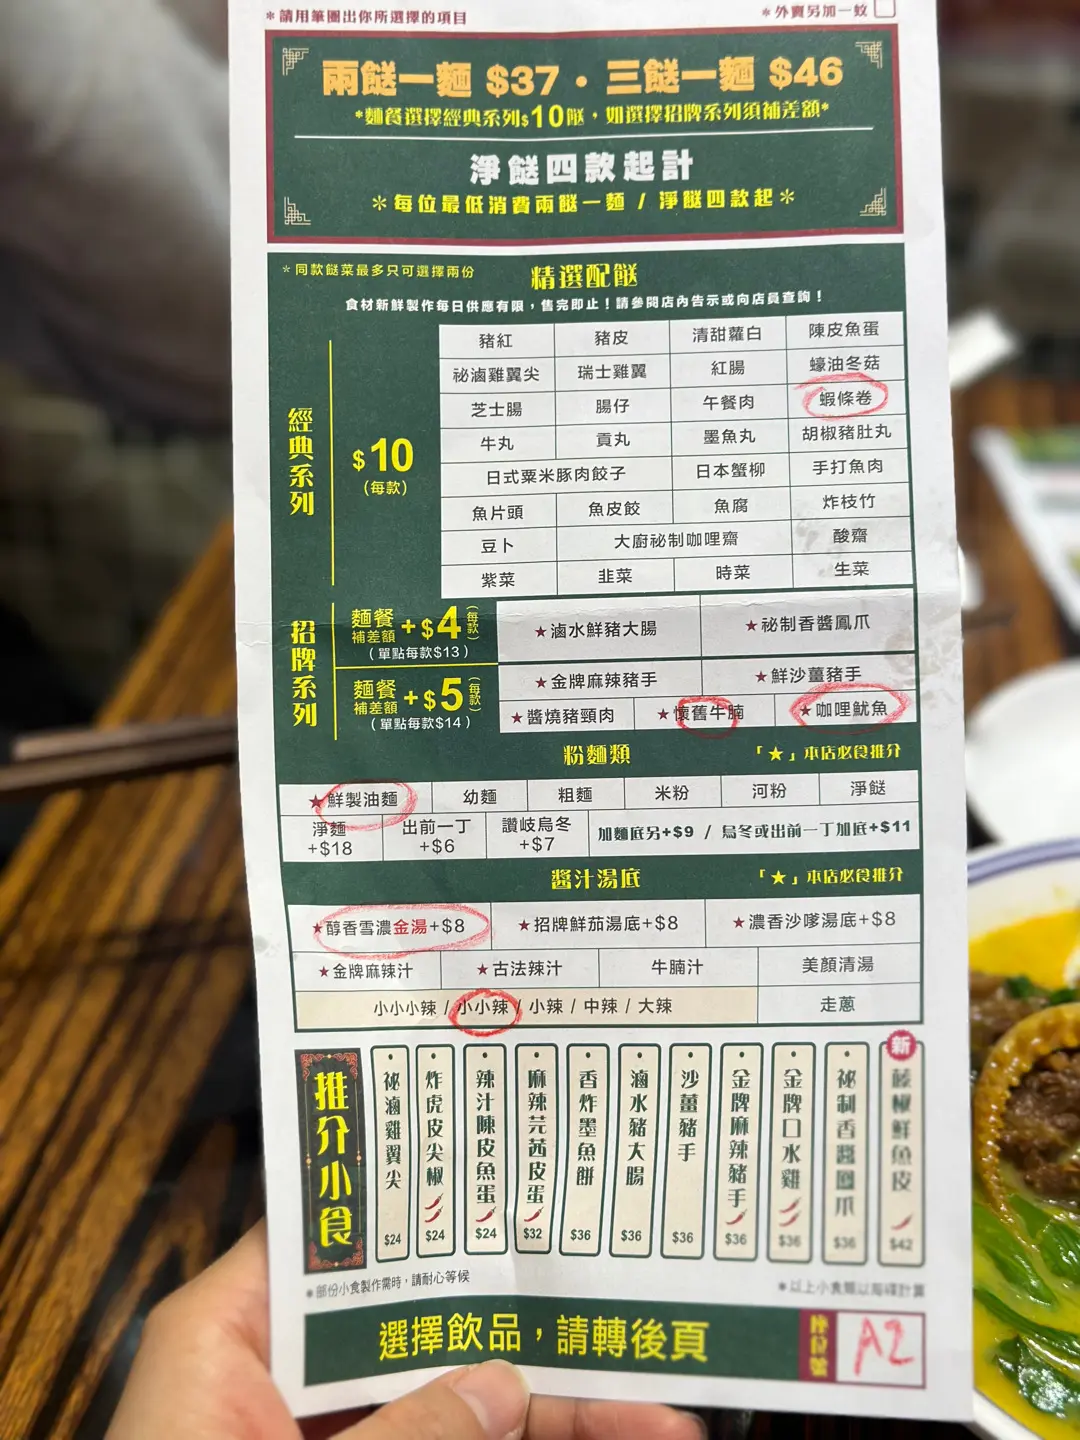 *請用筆圈出你所選擇的項目
*外賣另加一蚊
兩餸一麵 $37・三餸一麵 $46
*麵餐選擇經典系列$10餸，如選擇招牌系列須補差額*
淨餸四款起計
*每位最低消費兩餸一麵 / 淨餸四款起*
*同款餸菜最多只可選擇兩份
精選配餸
食材新鮮製作每日供應有限，售完即止！請參閱店內告示或向店員查詢！
經典系列
$10
(每款)
豬紅 豬皮 清甜蘿白 陳皮魚蛋
祕滷雞翼尖 瑞士雞翼 紅腸 蠔油冬菇
芝士腸 腸仔 午餐肉 蝦條卷
牛丸 貢丸 墨魚丸 胡椒豬肚丸
日式粟米豚肉餃子 日本蟹柳 手打魚肉
魚片頭 魚皮餃 魚腐 炸枝竹
豆卜 大廚祕制咖哩齋 酸齋
紫菜 韭菜 時菜 生菜
招牌系列
麵餐補差額+$4(每款)
(單點每款$13)
★滷水鮮豬大腸 ★祕制香醬鳳爪
麵餐補差額+$5(每款)
(單點每款$14)
★金牌麻辣豬手 ★鮮沙薑豬手
★醬燒豬頸肉 ★懷舊牛腩 ★咖哩魷魚
粉麵類
「★」本店必食推介
★鮮製油麵 幼麵 粗麵 米粉 河粉 淨餸
淨麵+$18 出前一丁+$6 讚岐烏冬+$7 加麵底另+$9 / 烏冬或出前一丁加底+$11
醬汁湯底
「★」本店必食推介
★醇香雪濃金湯+$8 ★招牌鮮茄湯底+$8 ★濃香沙嗲湯底+$8
★金牌麻辣汁 ★古法辣汁 牛腩汁 美顏清湯
小小小辣 / 小小辣 / 小辣 / 中辣 / 大辣 走蔥
推介小食
祕滷雞翼尖 $24
炸虎皮尖椒 $24
辣汁陳皮魚蛋 $24
麻辣芫茜皮蛋 $32
香炸墨魚餅 $36
滷水豬大腸 $36
沙薑豬手 $36
金牌麻辣豬手 $36
金牌口水雞 $36
祕制香醬鳳爪 $36
新
藤椒鮮魚皮 $42
*部份小食製作需時，請耐心等候
*以上小食類以每碟計算
選擇飲品，請轉後頁
座位號
A2